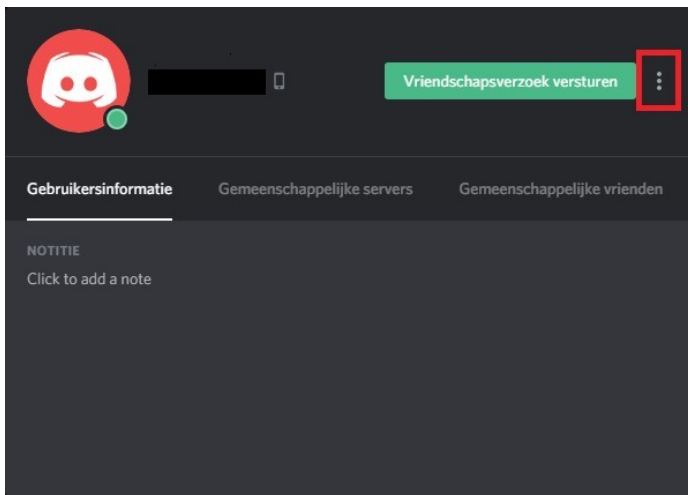 Vriendschapsverzoek versturen
Gebruikersinformatie Gemeenschappelijke servers Gemeenschappelijke vrienden
NOTITIE
Click to add a note